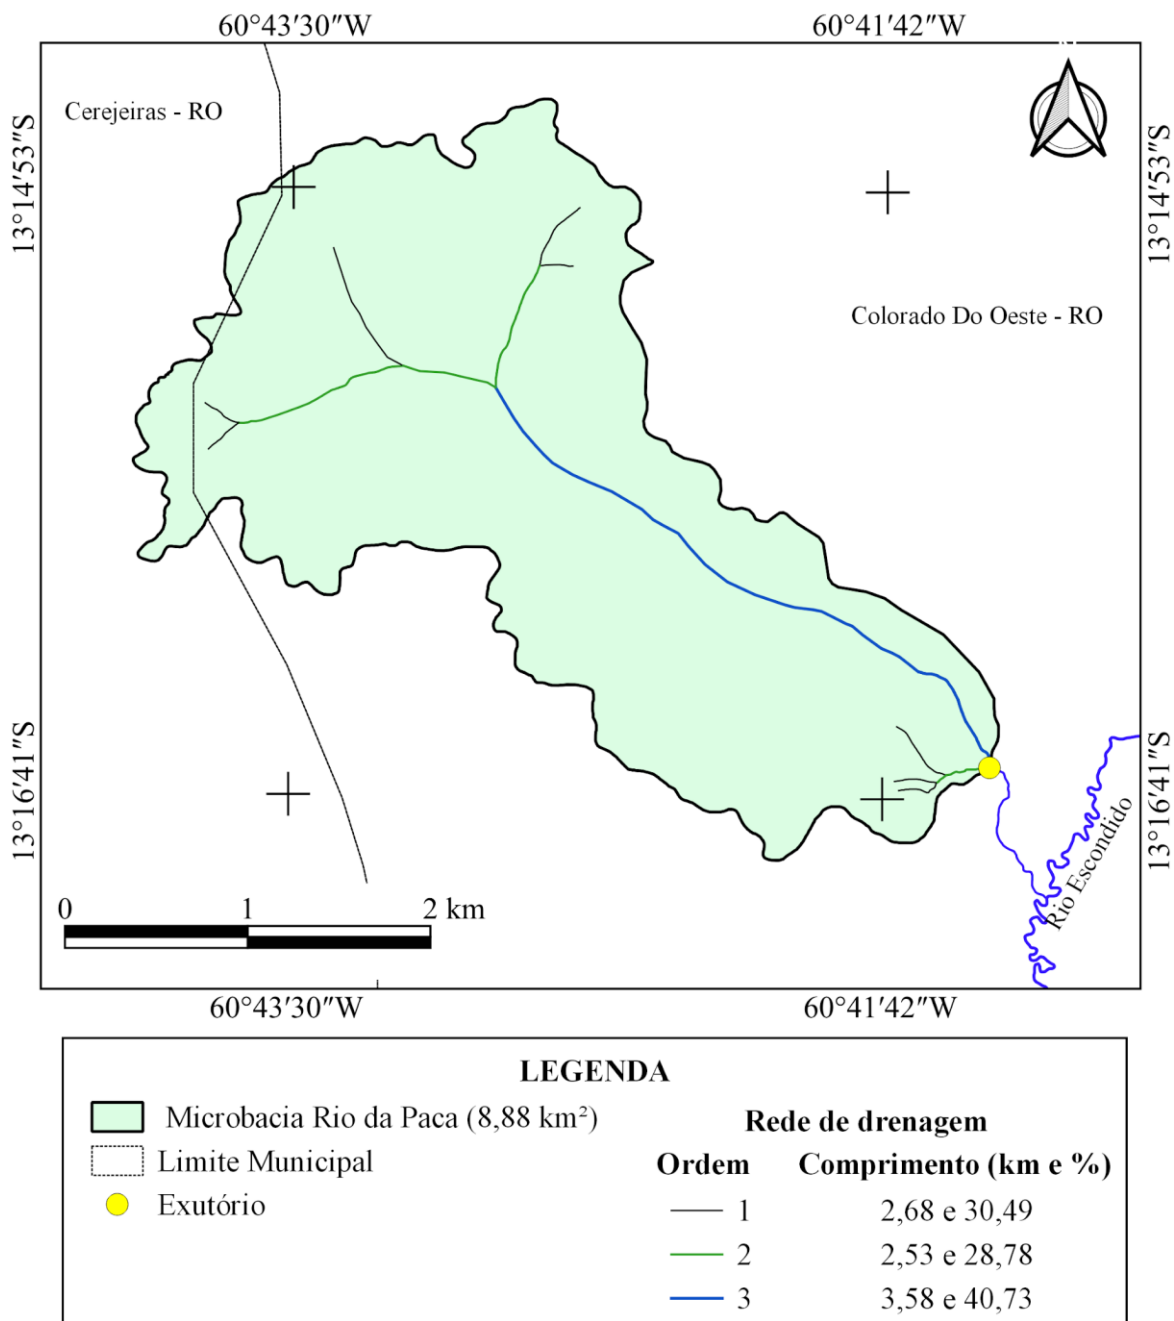 60°43′30″W 60°41′42″W
Cerejeiras - RO
13°14′53″S
13°14′53″S
Colorado Do Oeste - RO
13°16′41″S
13°16′41″S
Rio Escondido
0 1 2 km
60°43′30″W 60°41′42″W
LEGENDA
Microbacia Rio da Paca (8,88 km²)
Limite Municipal
Exutório
Rede de drenagem
Ordem Comprimento (km e %)
1 2,68 e 30,49
2 2,53 e 28,78
3 3,58 e 40,73